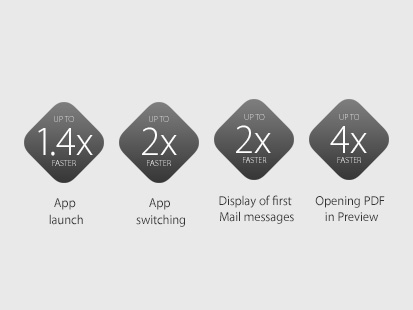 UP TO
1.4x
FASTER
App
launch
UP TO
2x
FASTER
App
switching
UP TO
2x
FASTER
Display of first
Mail messages
UP TO
4x
FASTER
Opening PDF
in Preview